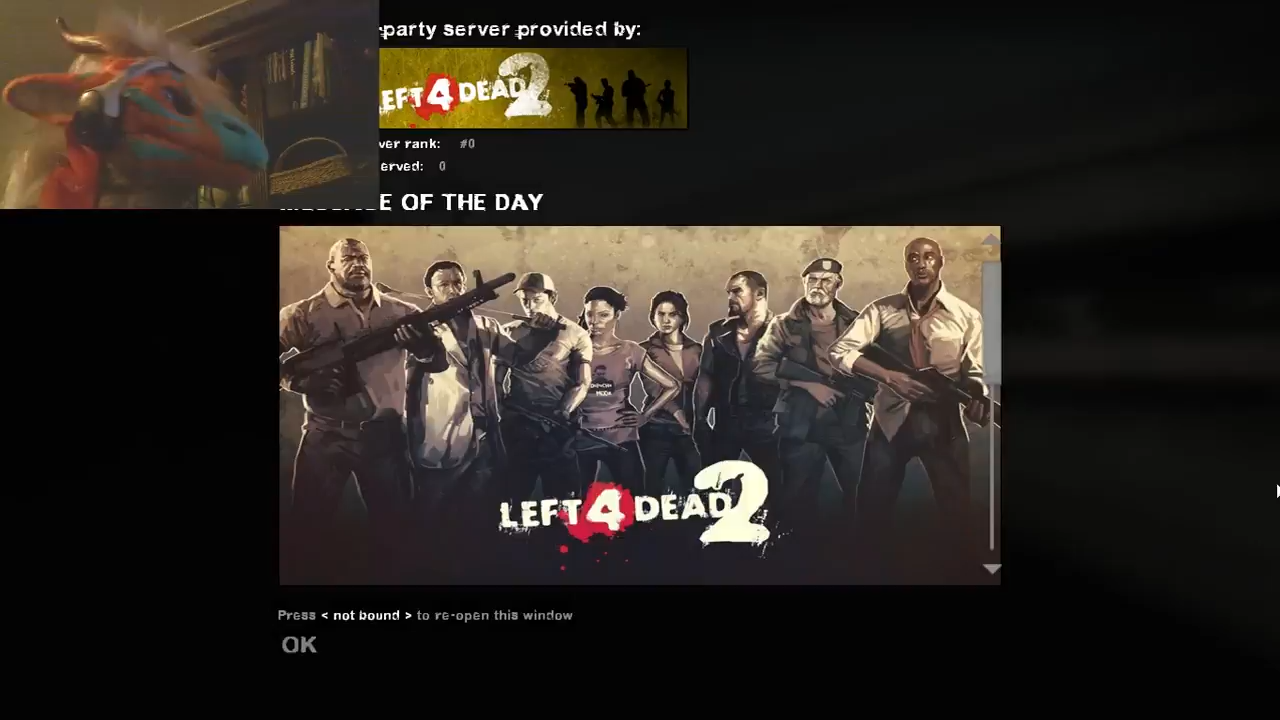 -party server provided by:
LEFT 4 DEAD 2
ver rank: #0
erved: 0
OF THE DAY
LEFT 4 DEAD 2
Press < not bound > to re-open this window
OK